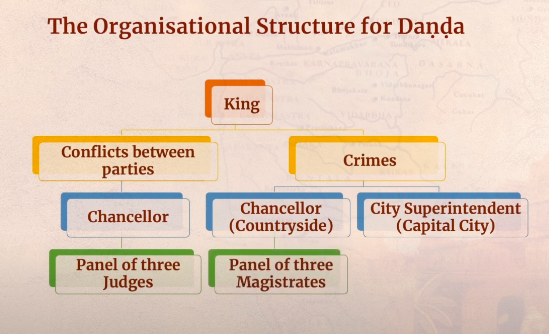 The Organisational Structure for Daṇḍa
King
Conflicts between
parties
Crimes
Chancellor
Chancellor
(Countryside)
City Superintendent
(Capital City)
Panel of three
Judges
Panel of three
Magistrates